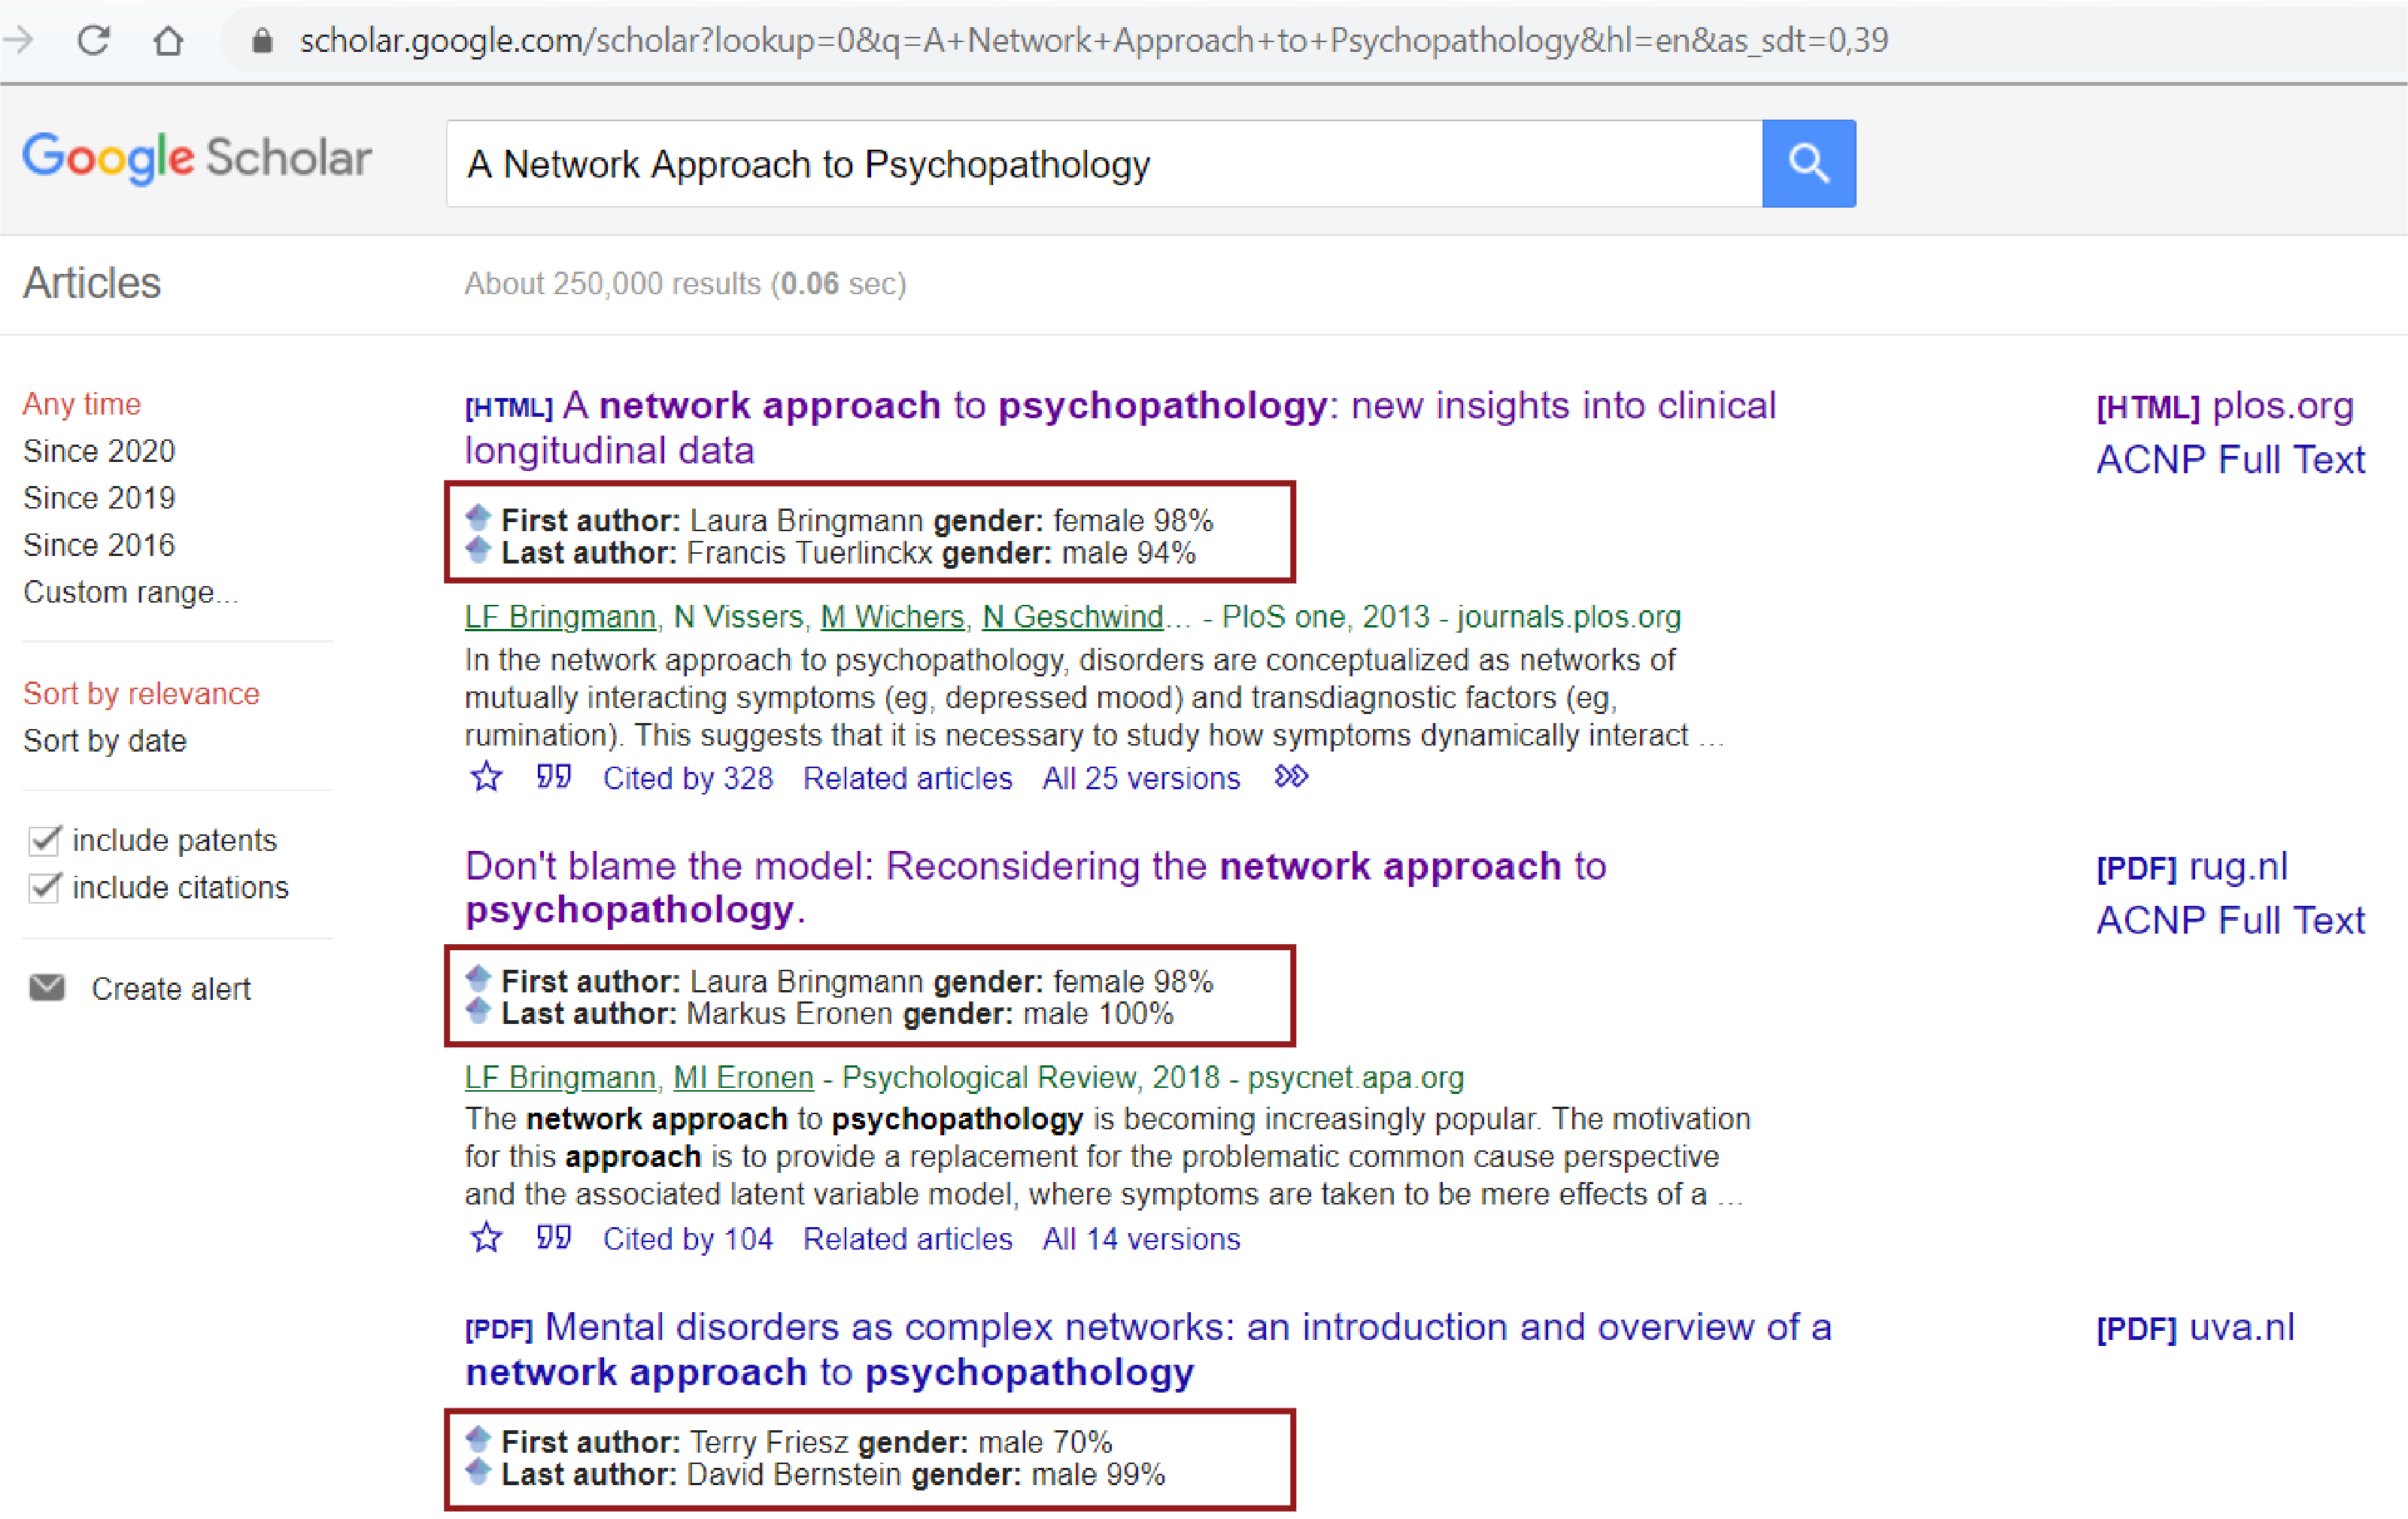 scholar.google.com/scholar?lookup=0&q=A+Network+Approach+to+Psychopathology&hl=en&as_sdt=0,39
Google Scholar
A Network Approach to Psychopathology
Articles
About 250,000 results (0.06 sec)
Any time
Since 2020
Since 2019
Since 2016
Custom range...
Sort by relevance
Sort by date
include patents
include citations
Create alert
[HTML] A network approach to psychopathology: new insights into clinical
longitudinal data
First author: Laura Bringmann gender: female 98%
Last author: Francis Tuerlinckx gender: male 94%
LF Bringmann, N Vissers, M Wichers, N Geschwind... - PloS one, 2013 - journals.plos.org
In the network approach to psychopathology, disorders are conceptualized as networks of
mutually interacting symptoms (eg, depressed mood) and transdiagnostic factors (eg,
rumination). This suggests that it is necessary to study how symptoms dynamically interact ...
Cited by 328 Related articles All 25 versions
[HTML] plos.org
ACNP Full Text
Don't blame the model: Reconsidering the network approach to
psychopathology.
First author: Laura Bringmann gender: female 98%
Last author: Markus Eronen gender: male 100%
LF Bringmann, MI Eronen - Psychological Review, 2018 - psycnet.apa.org
The network approach to psychopathology is becoming increasingly popular. The motivation
for this approach is to provide a replacement for the problematic common cause perspective
and the associated latent variable model, where symptoms are taken to be mere effects of a ...
Cited by 104 Related articles All 14 versions
[PDF] rug.nl
ACNP Full Text
[PDF] Mental disorders as complex networks: an introduction and overview of a
network approach to psychopathology
First author: Terry Friesz gender: male 70%
Last author: David Bernstein gender: male 99%
[PDF] uva.nl